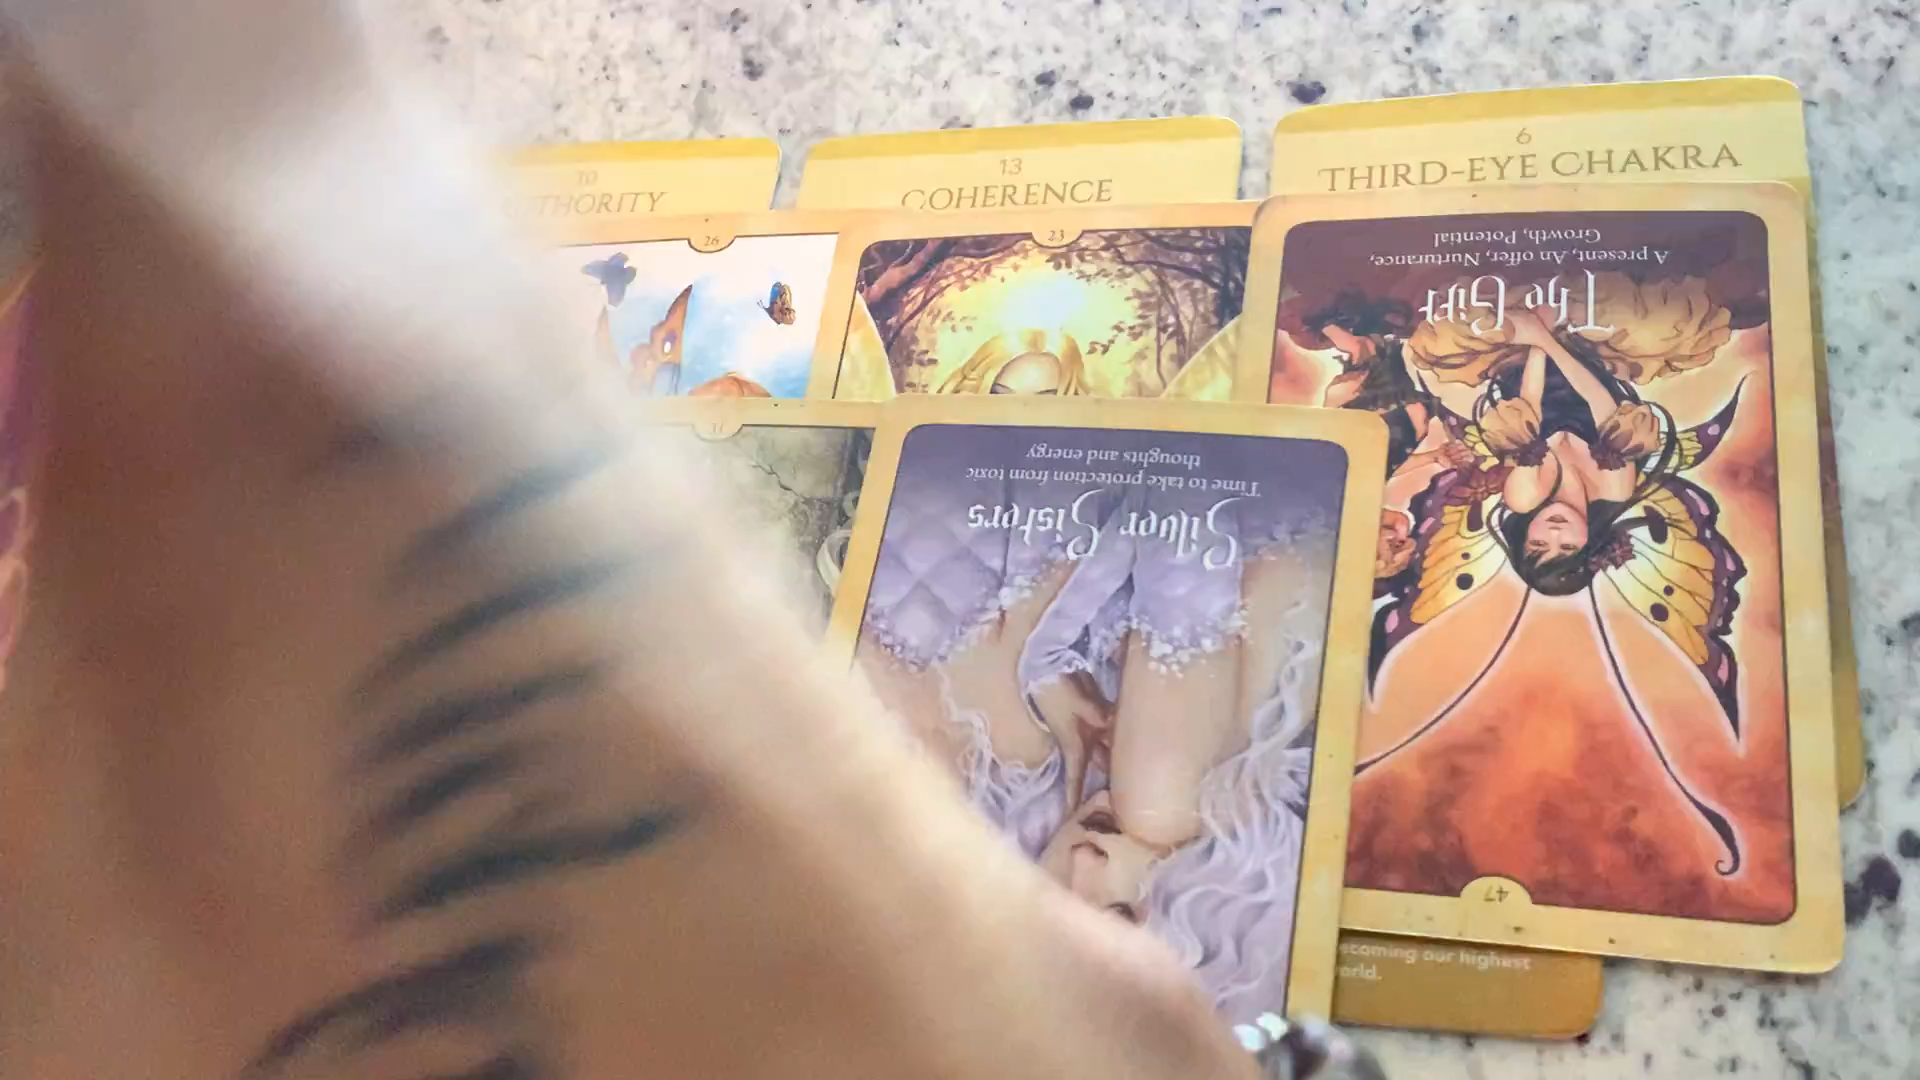 10
THORITY
13
COHERENCE
6
THIRD-EYE CHAKRA
26
23
The Gift
A present, An offer, Nurturance,
Growth, Potential
47
Silver Sisters
Time to take protection from toxic
thoughts and energy
ecoming our highest
orld.